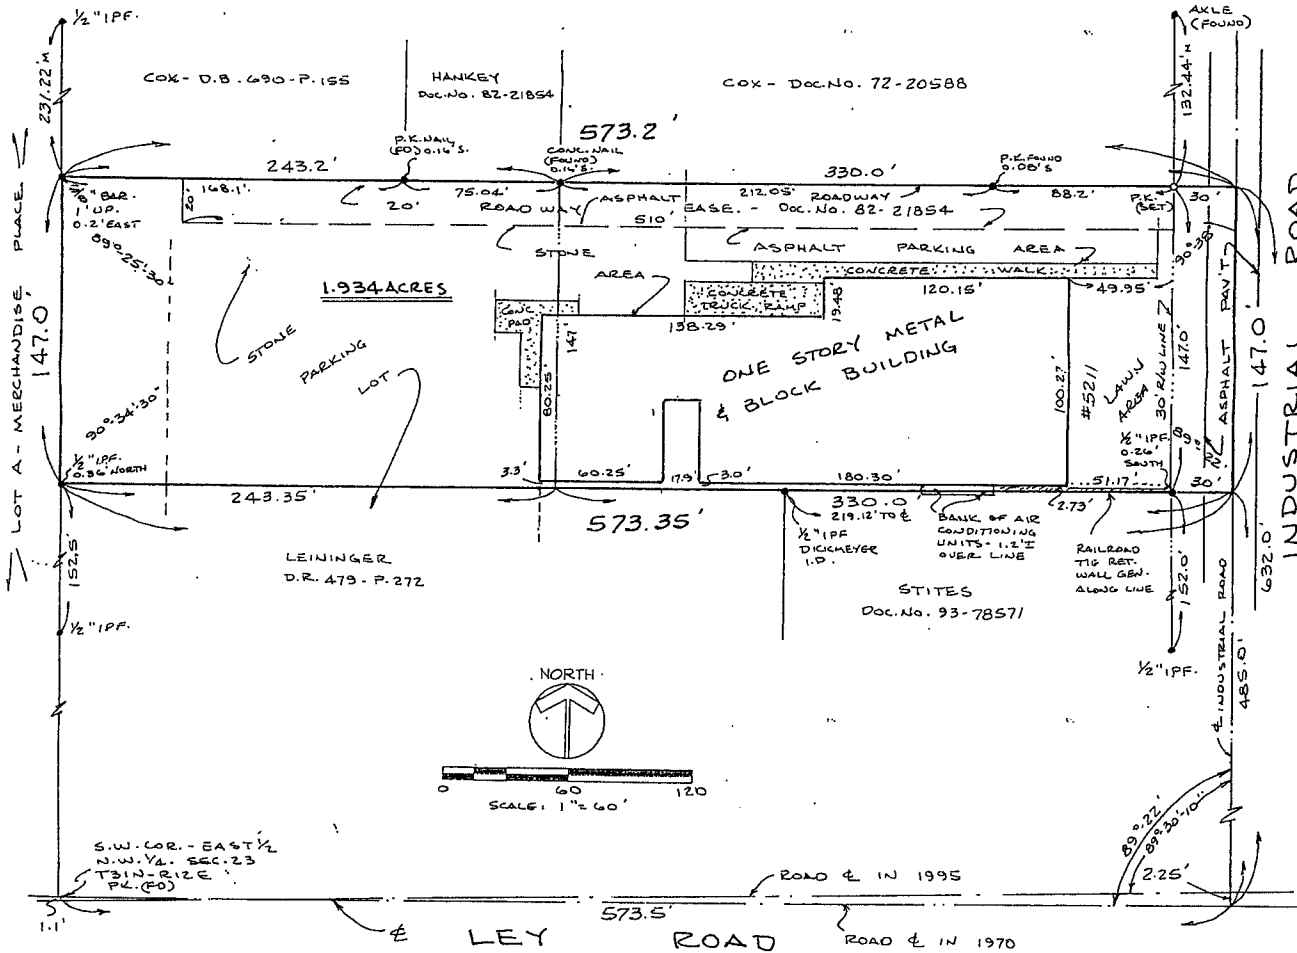 1/2" IPF.
AXLE
(FOUND)
231.22'M
COX - D.B. 690 - P. 155
HANKEY
DOC. NO. 82-21854
COX - DOC. NO. 72-20588
132.44'M
573.2'
P.K. NAIL
(FD) 0.16'S.
CONC. NAIL
(FOUND)
0.16'S.
P.K. FOUND
0.08'S
243.2'
330.0'
BAR.
1" UP.
0.2' EAST
20'
168.1'
20'
75.04'
ROADWAY
ASPHALT
212.05'
ROADWAY
88.2'
P.K.
(SET)
30'
EASE. - DOC. NO. 82-21854
510'
89°-25'-30"
STONE
AREA
ASPHALT PARKING AREA
90°-38'
CONCRETE WALK
1.934 ACRES
CONC.
PAD
CONCRETE
TRUCK RAMP
19.48
120.15'
49.95'
138.29'
147'
LOT A - MERCHANDISE PLACE
147.0'
STONE
PARKING
LOT
80.25'
ONE STORY METAL
& BLOCK BUILDING
100.27'
#5211
LAWN
AREA
30' R/W LINE
147.0'
ASPHALT PAV'T
147.0'
INDUSTRIAL ROAD
90°-34'-30"
1/2" IPF.
0.36' NORTH
1/2" IPF.
0.26'
SOUTH
89°
3.3'
60.25'
17.9'
3.0'
180.30'
51.17'
30'
243.35'
573.35'
330.0'
2.73'
219.12' TO ℄
1/2" IPF
DICKMEYER
I.D.
BANK OF AIR
CONDITIONING
UNITS - 1.2'±
OVER LINE
RAILROAD
TIE RET.
WALL GEN.
ALONG LINE
152.5'
LEININGER
D.R. 479 - P. 272
STITES
DOC. NO. 93-78571
152.0'
632.0'
1/2" IPF.
1/2" IPF.
℄ INDUSTRIAL ROAD
485.0'
NORTH
0 60 120
SCALE: 1" = 60'
89°-22'
89°-30'-10"
S.W. COR. - EAST 1/2
N.W. 1/4. SEC. 23
T31N - R12E
PK. (FD)
2.25'
1.1'
ROAD ℄ IN 1995
573.5'
℄
LEY ROAD
ROAD ℄ IN 1970